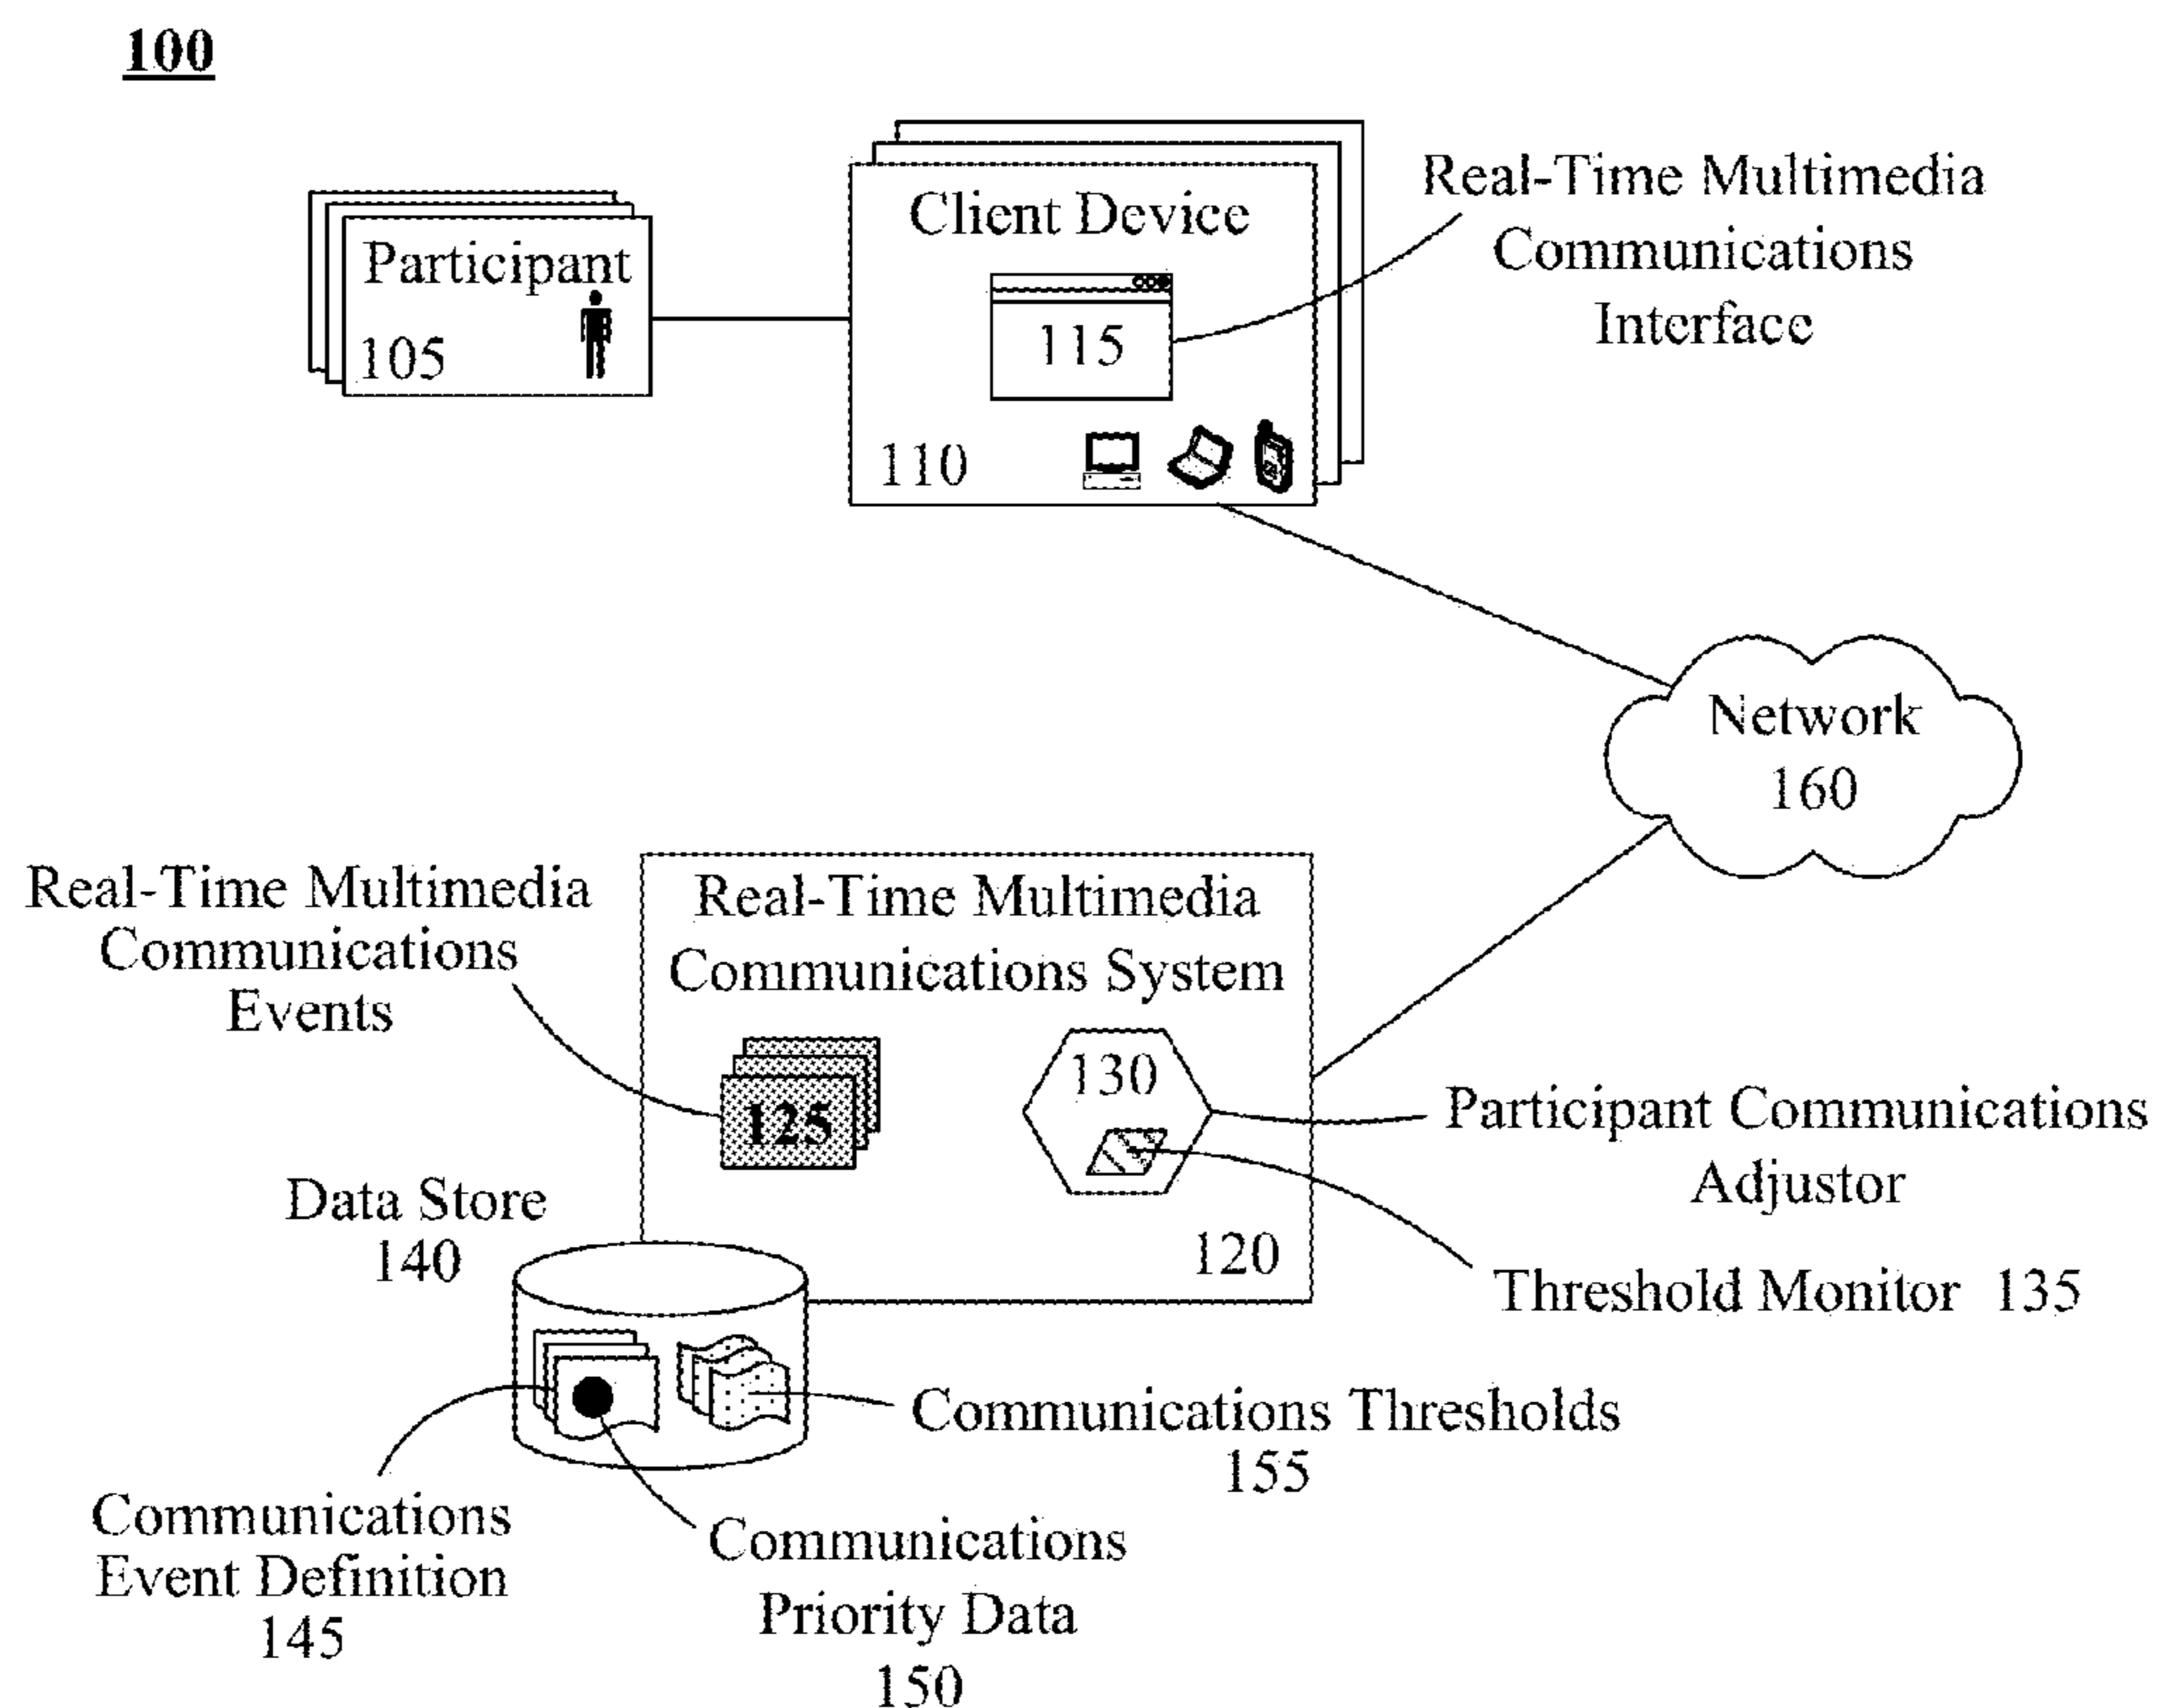 100
Participant
105
Client Device
115
110
Real-Time Multimedia
Communications
Interface
Network
160
Real-Time Multimedia
Communications
Events
Real-Time Multimedia
Communications System
125
130
120
Participant Communications
Adjustor
Threshold Monitor 135
Data Store
140
Communications Thresholds
155
Communications
Event Definition
145
Communications
Priority Data
150